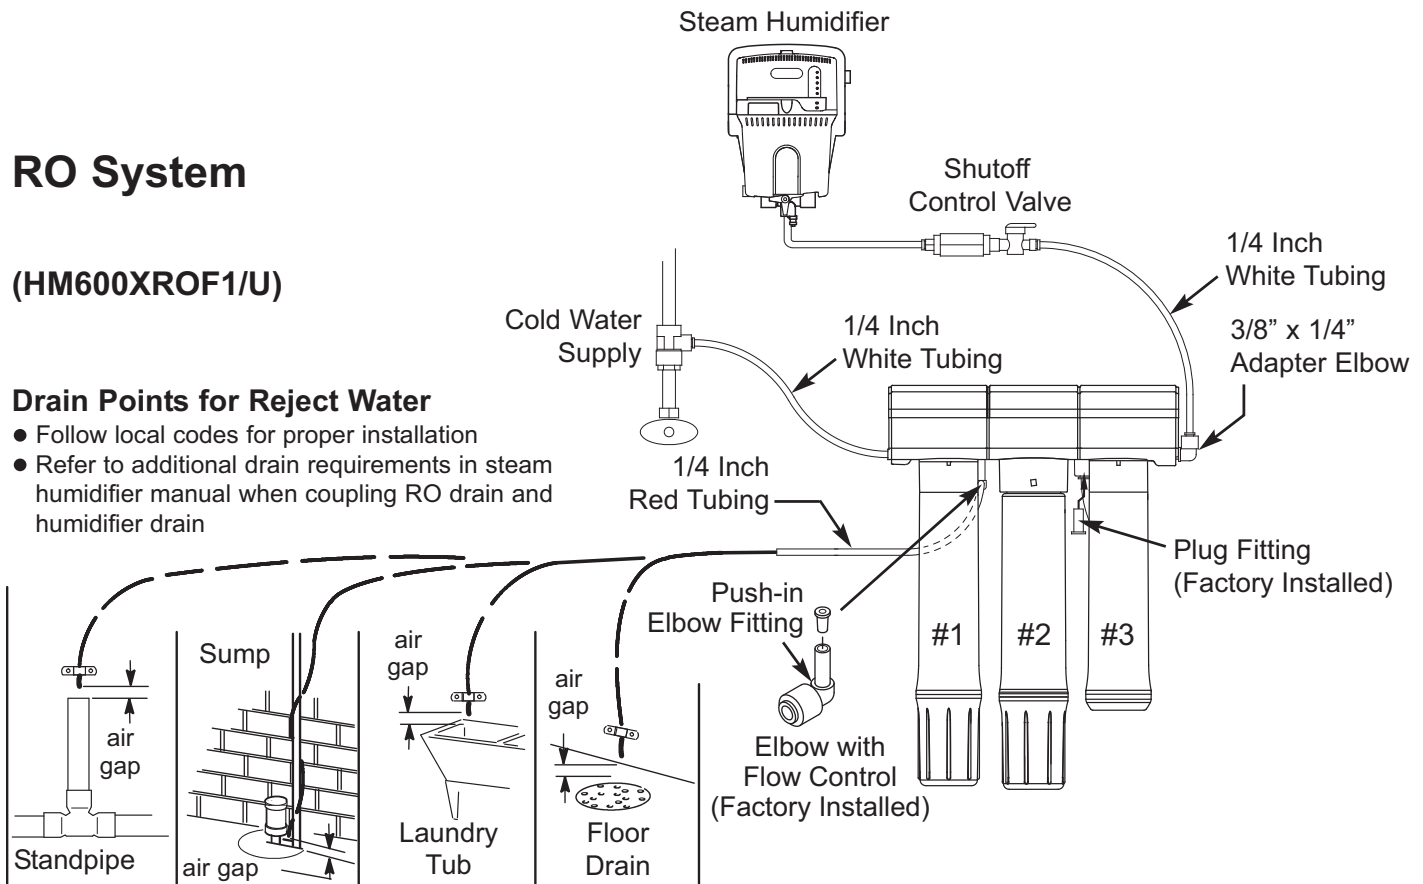 Steam Humidifier
RO System
(HM600XROF1/U)
Shutoff
Control Valve
1/4 Inch
White Tubing
3/8” x 1/4”
Adapter Elbow
Cold Water
Supply
1/4 Inch
White Tubing
Drain Points for Reject Water
● Follow local codes for proper installation
● Refer to additional drain requirements in steam
humidifier manual when coupling RO drain and
humidifier drain
1/4 Inch
Red Tubing
Plug Fitting
(Factory Installed)
Push-in
Elbow Fitting
#1
#2
#3
Elbow with
Flow Control
(Factory Installed)
air
gap
Standpipe
Sump
air gap
air
gap
Laundry
Tub
air
gap
Floor
Drain